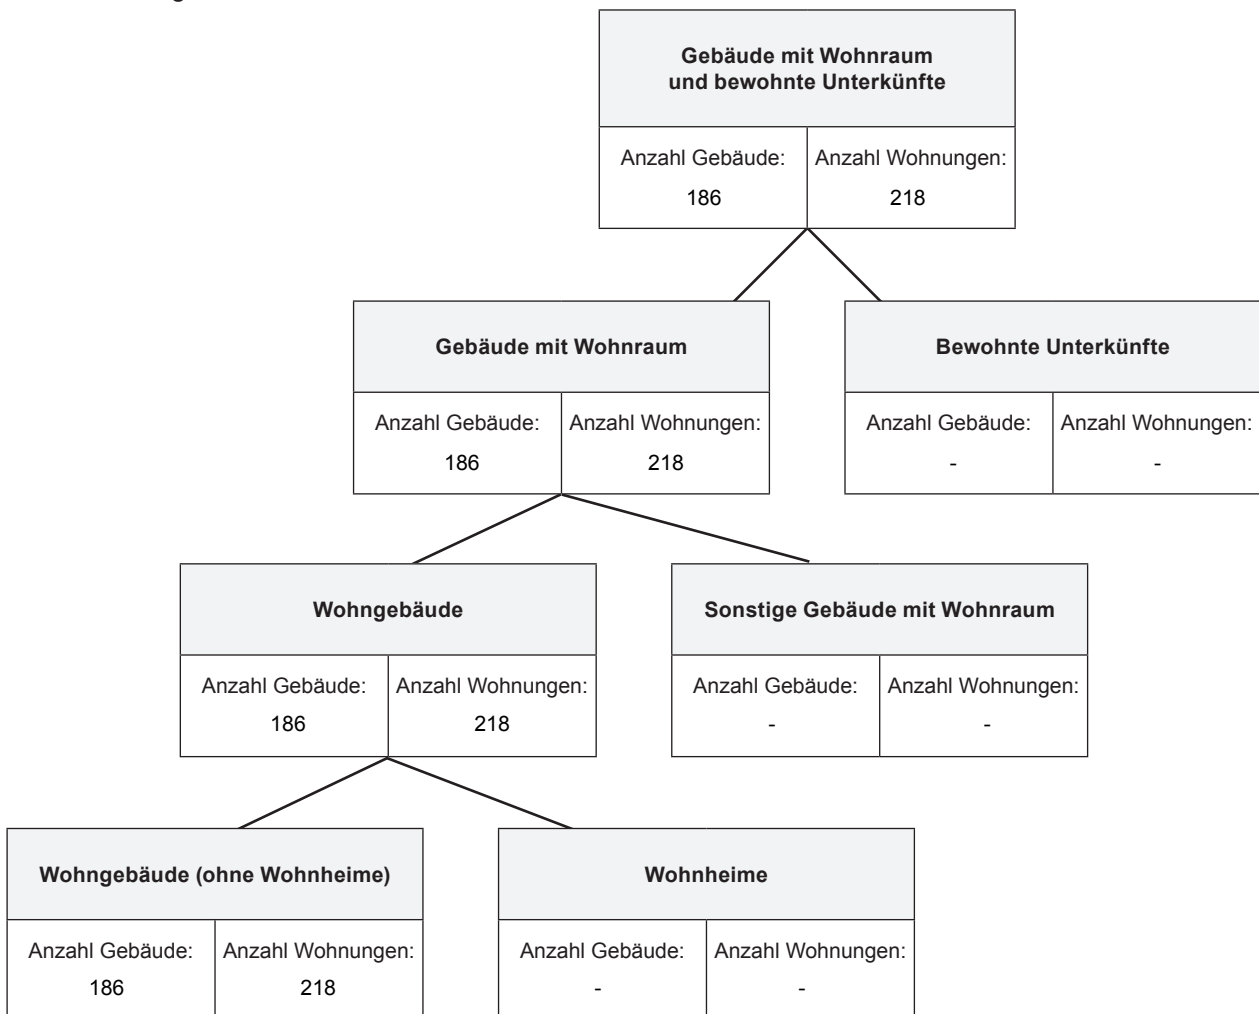 Gebäude mit Wohnraum
und bewohnte Unterkünfte
Anzahl Gebäude: Anzahl Wohnungen:
186 218
Gebäude mit Wohnraum
Anzahl Gebäude: Anzahl Wohnungen:
186 218
Bewohnte Unterkünfte
Anzahl Gebäude: Anzahl Wohnungen:
- -
Wohngebäude
Anzahl Gebäude: Anzahl Wohnungen:
186 218
Sonstige Gebäude mit Wohnraum
Anzahl Gebäude: Anzahl Wohnungen:
- -
Wohngebäude (ohne Wohnheime)
Anzahl Gebäude: Anzahl Wohnungen:
186 218
Wohnheime
Anzahl Gebäude: Anzahl Wohnungen:
- -